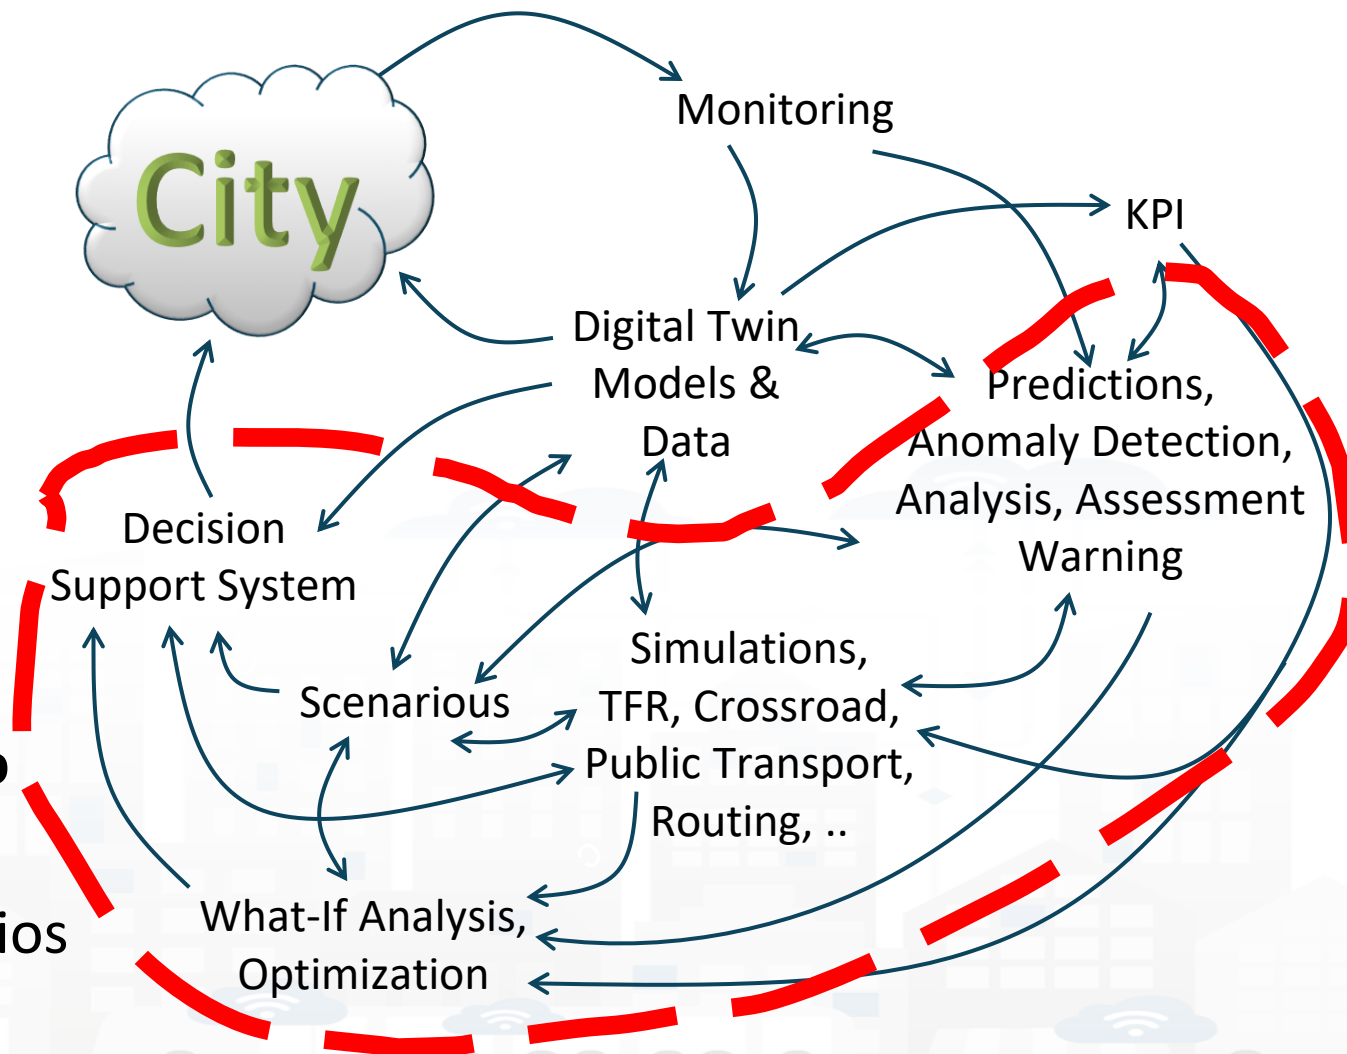 City
Monitoring
KPI
Digital Twin
Models &
Data
Predictions,
Anomaly Detection,
Analysis, Assessment
Warning
Decision
Support System
Simulations,
TFR, Crossroad,
Public Transport,
Routing, ..
Scenarious
What-If Analysis,
Optimization
ios